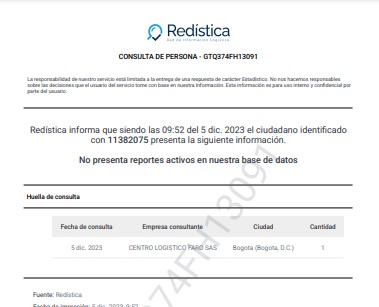 Redística
Red de Información Logística
CONSULTA DE PERSONA - GTQ374FH13091
La responsabilidad de nuestro servicio está limitada a la entrega de una respuesta de carácter Estadístico. No nos hacemos responsables
sobre las decisiones que el usuario del servicio tome con base en nuestra información. Este información es para uso interno y confidencial por
parte del usuario.
Redística informa que siendo las 09:52 del 5 dic. 2023 el ciudadano identificado
con 11382075 presenta la siguiente información.
No presenta reportes activos en nuestra base de datos
Huella de consulta
Fecha de consulta Empresa consultante Ciudad Cantidad
5 dic. 2023 CENTRO LOGISTICO FARO SAS Bogota (Bogota, D.C.) 1
Fuente: Redística
Fecha de impresión: 5 dic. 2023-9:52
374FH13091